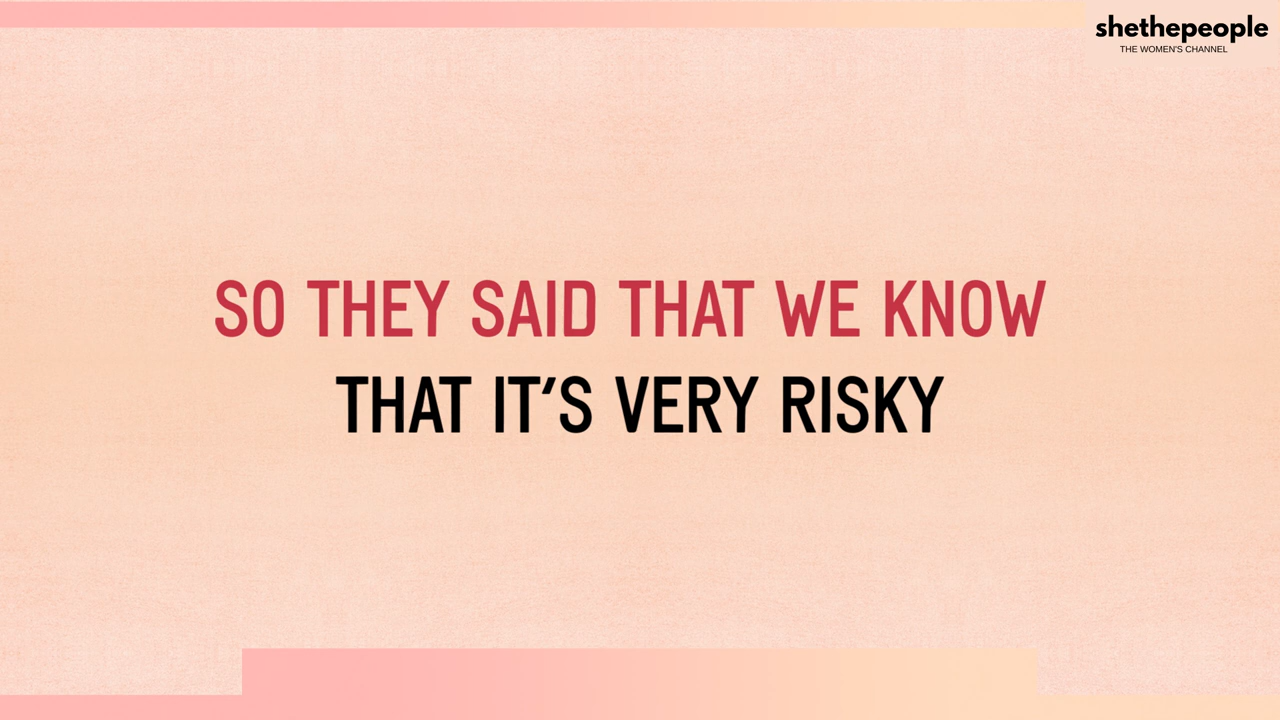 shethepeople
THE WOMEN'S CHANNEL
SO THEY SAID THAT WE KNOW
THAT IT'S VERY RISKY